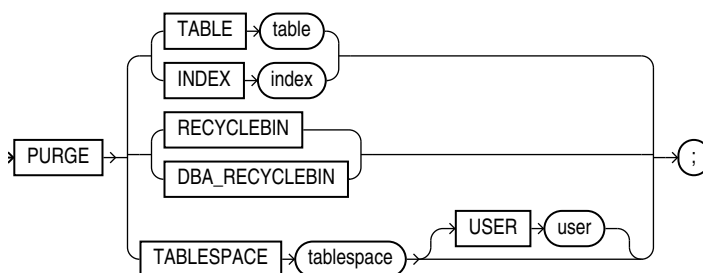 TABLE table
INDEX index
RECYCLEBIN
PURGE ;
DBA_RECYCLEBIN
USER user
TABLESPACE tablespace